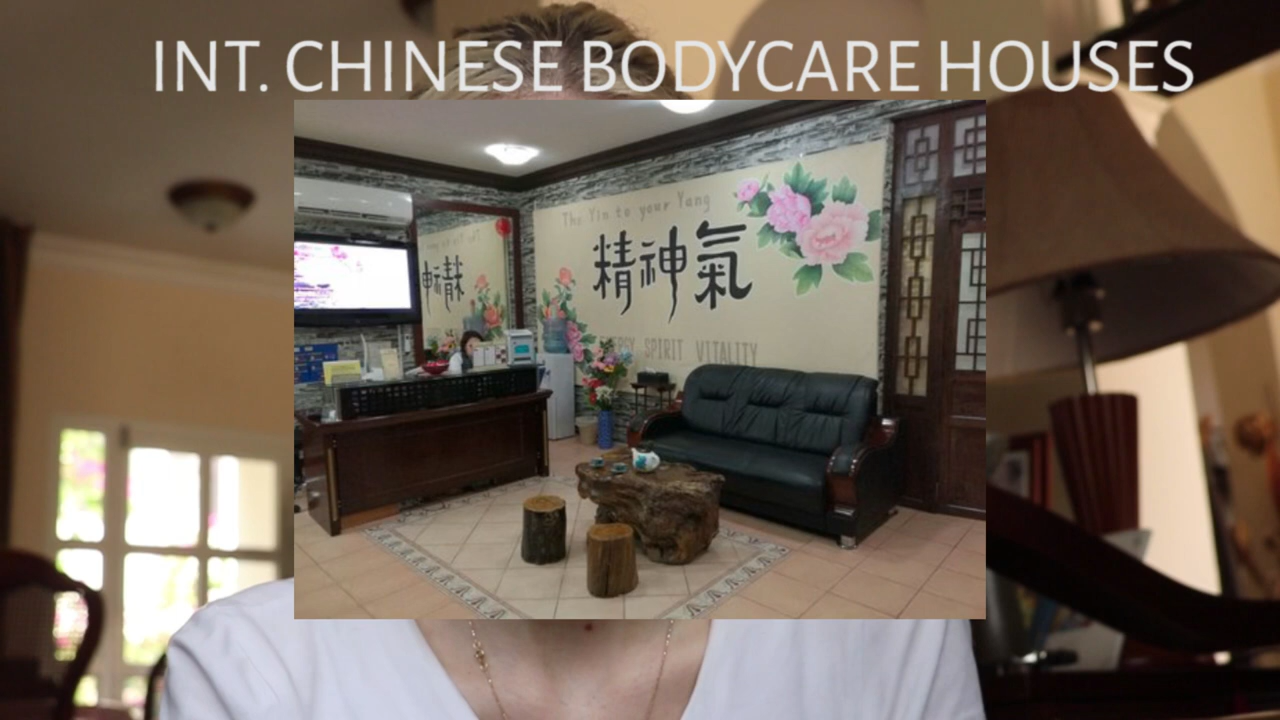 INT. CHINESE BODYCARE HOUSES
The Yin to your Yang
精神氣
SPIRIT VITALITY